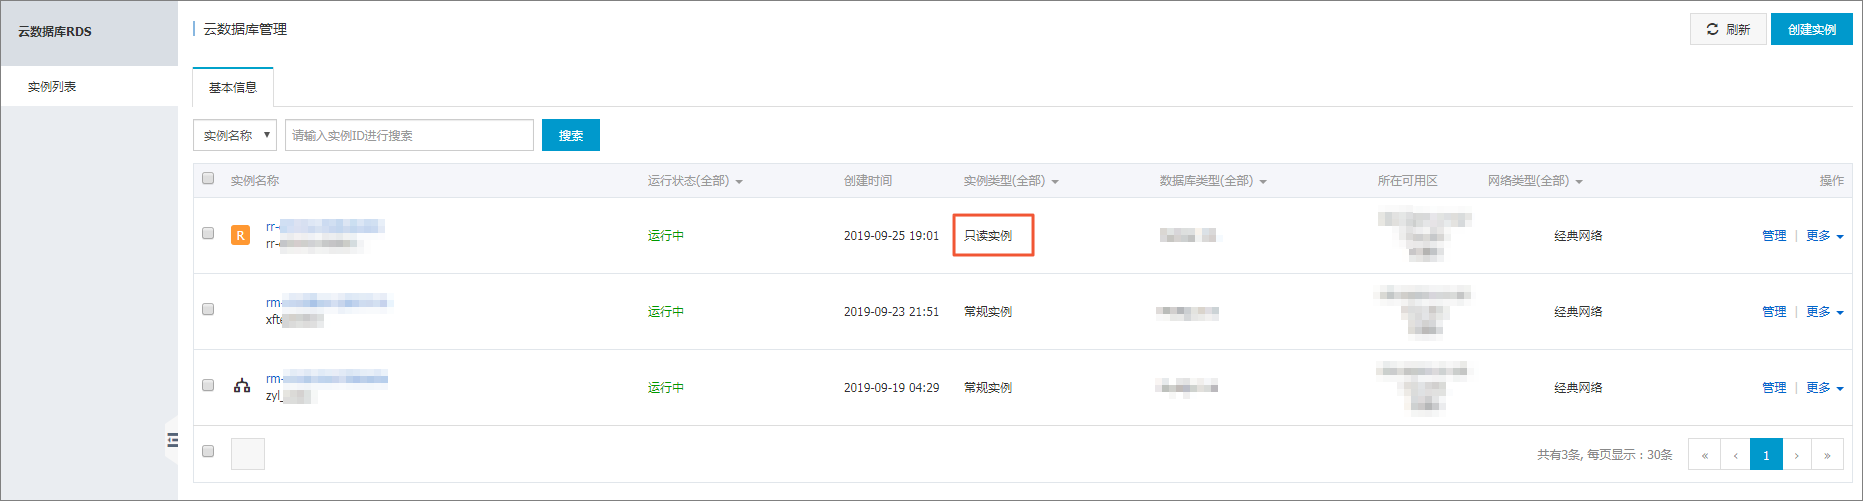 云数据库RDS
实例列表
云数据库管理
刷新
创建实例
基本信息
实例名称
请输入实例ID进行搜索
搜索
实例名称 运行状态(全部) 创建时间 实例类型(全部) 数据库类型(全部) 所在可用区 网络类型(全部) 操作
R
rr-
rr-
运行中 2019-09-25 19:01 只读实例 经典网络 管理 | 更多
rm-
xfte
运行中 2019-09-23 21:51 常规实例 经典网络 管理 | 更多
rm-
zyl_
运行中 2019-09-19 04:29 常规实例 经典网络 管理 | 更多
共有3条, 每页显示 : 30条 « ‹ 1 › »